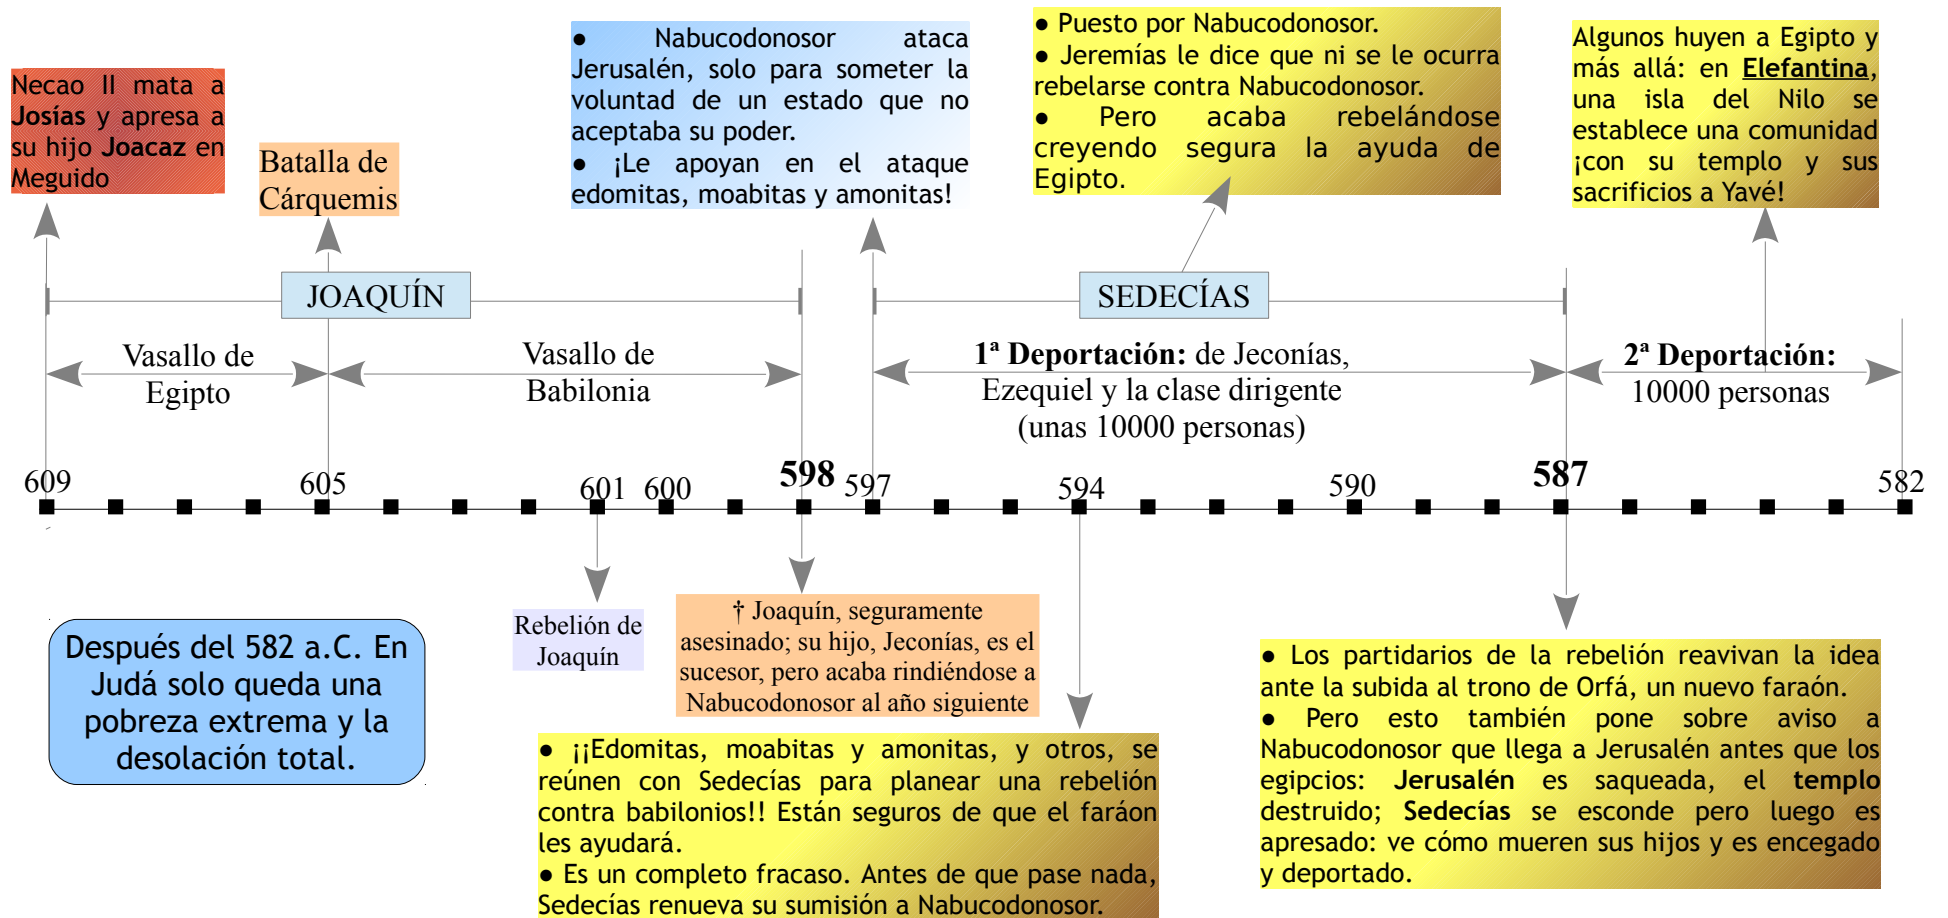 Necao II mata a
Josías y apresa a
su hijo Joacaz en
Meguido
Batalla de
Cárquemis
● Nabucodonosor ataca
Jerusalén, solo para someter la
voluntad de un estado que no
aceptaba su poder.
● ¡Le apoyan en el ataque
edomitas, moabitas y amonitas!
● Puesto por Nabucodonosor.
● Jeremías le dice que ni se le ocurra
rebelarse contra Nabucodonosor.
● Pero acaba rebelándose
creyendo segura la ayuda de
Egipto.
Algunos huyen a Egipto y
más allá: en Elefantina,
una isla del Nilo se
establece una comunidad
¡con su templo y sus
sacrificios a Yavé!
JOAQUÍN
SEDECÍAS
Vasallo de
Egipto
Vasallo de
Babilonia
1ª Deportación: de Jeconías,
Ezequiel y la clase dirigente
(unas 10000 personas)
2ª Deportación:
10000 personas
609
605
601
600
598
597
594
590
587
582
Después del 582 a.C. En
Judá solo queda una
pobreza extrema y la
desolación total.
Rebelión de
Joaquín
† Joaquín, seguramente
asesinado; su hijo, Jeconías, es el
sucesor, pero acaba rindiéndose a
Nabucodonosor al año siguiente
● ¡¡Edomitas, moabitas y amonitas, y otros, se
reúnen con Sedecías para planear una rebelión
contra babilonios!! Están seguros de que el faráon
les ayudará.
● Es un completo fracaso. Antes de que pase nada,
Sedecías renueva su sumisión a Nabucodonosor.
● Los partidarios de la rebelión reavivan la idea
ante la subida al trono de Orfá, un nuevo faraón.
● Pero esto también pone sobre aviso a
Nabucodonosor que llega a Jerusalén antes que los
egipcios: Jerusalén es saqueada, el templo
destruido; Sedecías se esconde pero luego es
apresado: ve cómo mueren sus hijos y es encegado
y deportado.